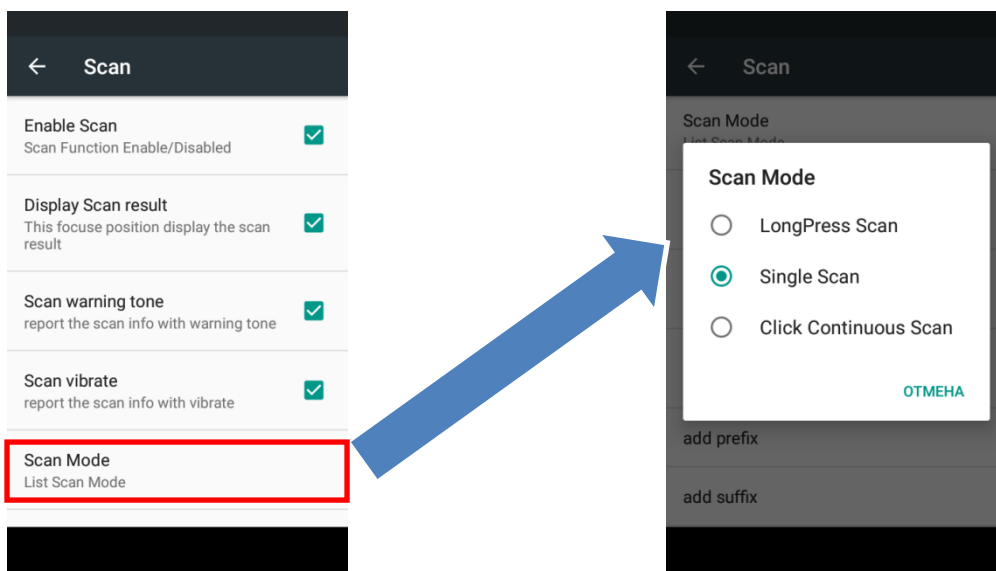 Scan
Enable Scan
Scan Function Enable/Disabled
Display Scan result
This focuse position display the scan
result
Scan warning tone
report the scan info with warning tone
Scan vibrate
report the scan info with vibrate
Scan Mode
List Scan Mode
Scan
Scan Mode
List Scan Mode
Scan Mode
LongPress Scan
Single Scan
Click Continuous Scan
ОТМЕНА
add prefix
add suffix